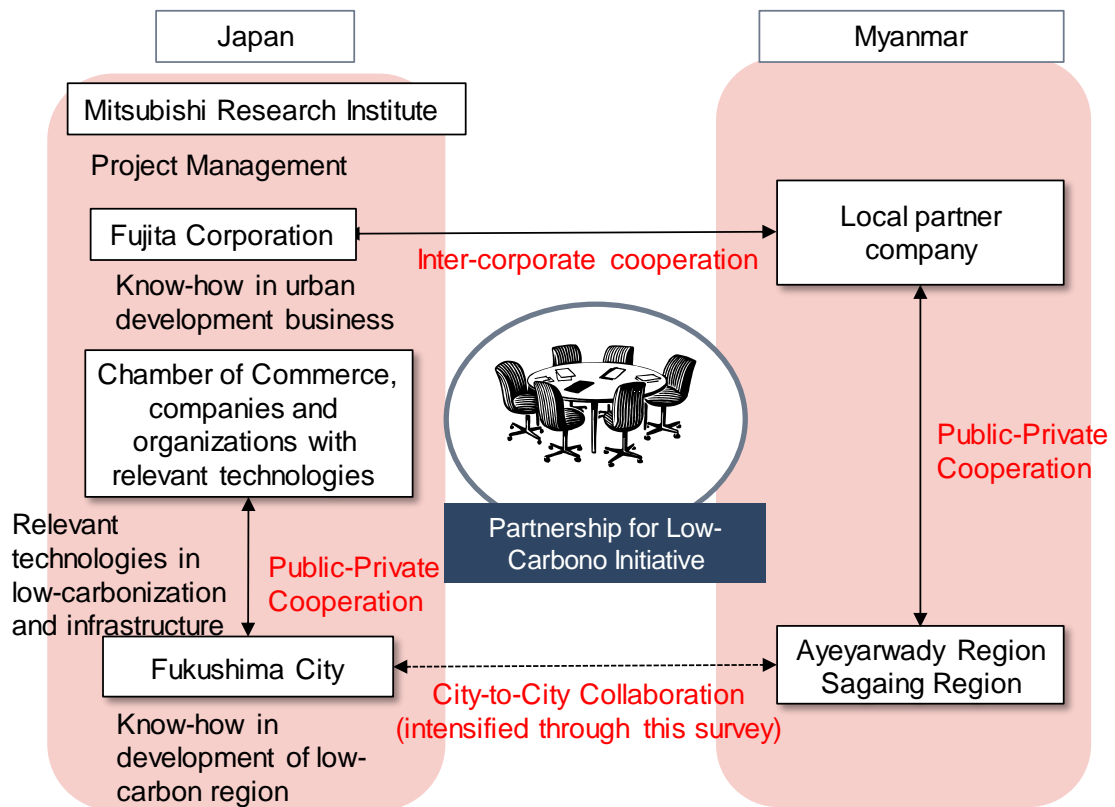 Japan
Myanmar
Mitsubishi Research Institute
Project Management
Fujita Corporation
Know-how in urban
development business
Inter-corporate cooperation
Local partner
company
Chamber of Commerce,
companies and
organizations with
relevant technologies
Relevant
technologies in
low-carbonization
and infrastructure
Public-Private
Cooperation
Partnership for Low-
Carbono Initiative
Public-Private
Cooperation
Fukushima City
Know-how in
development of low-
carbon region
City-to-City Collaboration
(intensified through this survey)
Ayeyarwady Region
Sagaing Region